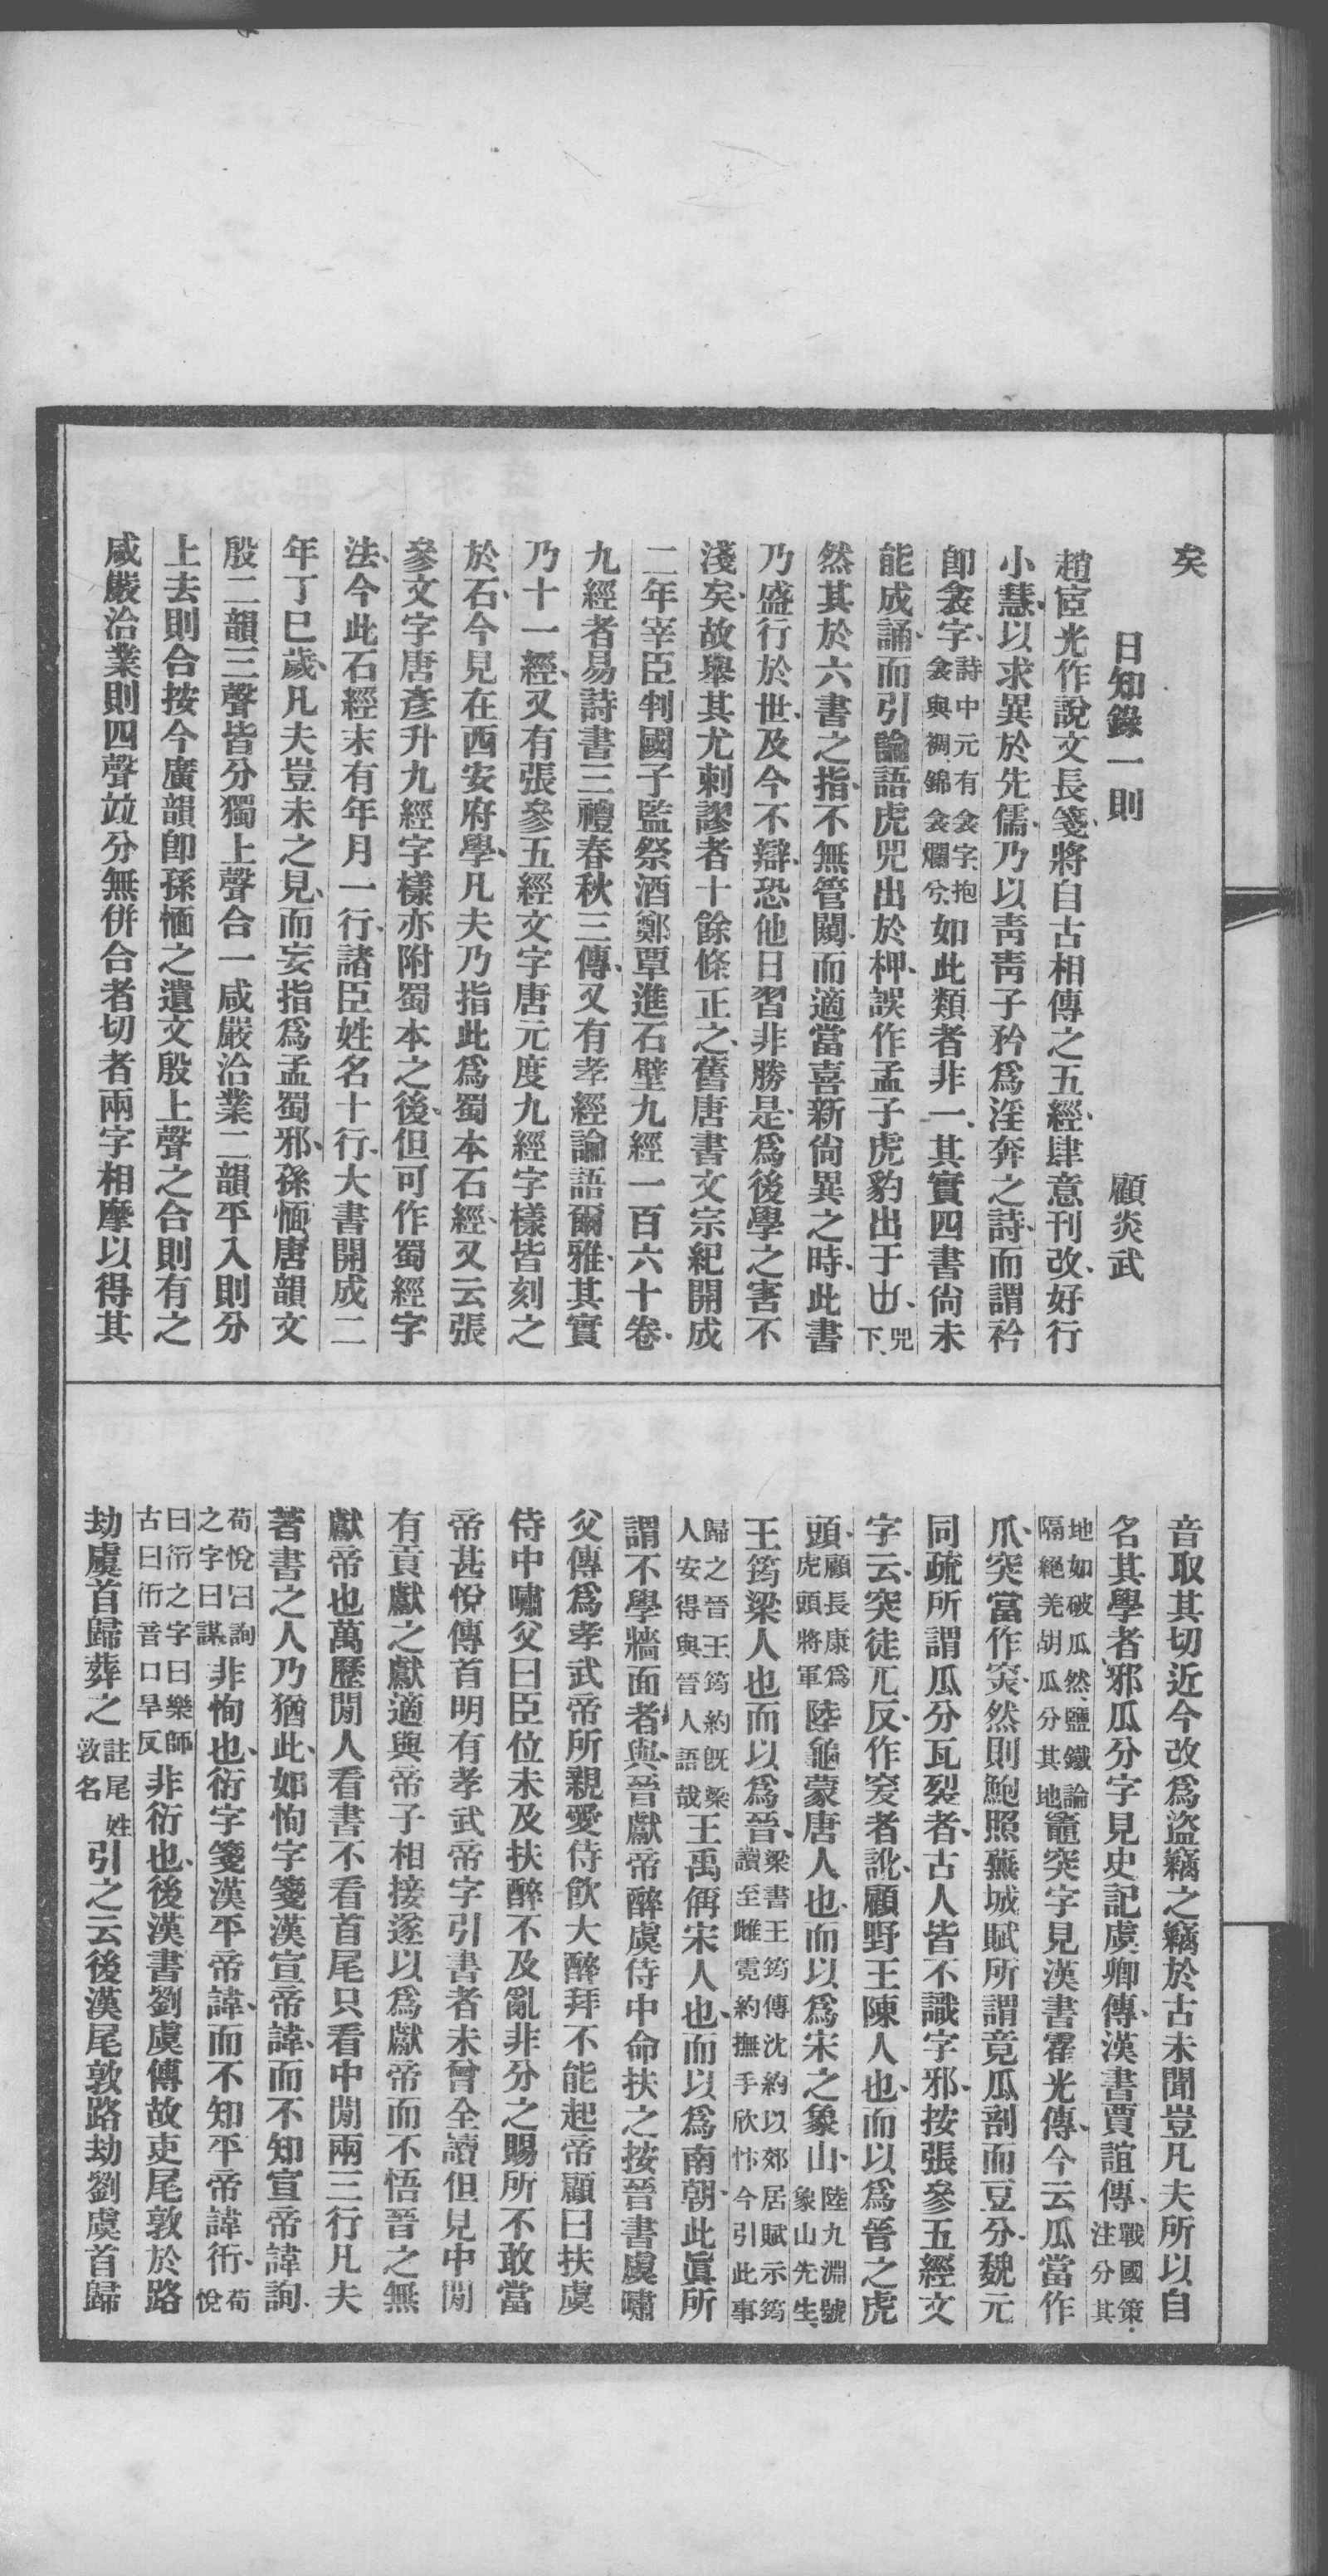 矣
日知錄一則　顧炎武
趙宧光作說文長箋、將自古相傳之五經、肆意刊改、好行
小慧、以求異於先儒、乃以靑靑子衿爲淫奔之詩、而謂衿
卽衾字、詩中元有衾字、抱衾與裯、錦衾爛兮、如此類者非一、其實四書尙未
能成誦、而引論語虎兕出於柙、誤作孟子虎豹出于𠙹、兕下
然其於六書之指、不無管闚、而適當喜新尙異之時、此書
乃盛行於世、及今不辯、恐他日習非勝是、爲後學之害不
淺矣、故舉其尤剌謬者十餘條正之、舊唐書文宗紀開成
二年宰臣判國子監祭酒鄭覃進石壁九經一百六十卷、
九經者易詩書三禮春秋三傳、又有孝經論語爾雅、其實
乃十一經、又有張參五經文字唐元度九經字樣皆刻之
於石、今見在西安府學、凡夫乃指此爲蜀本石經、又云張
參文字唐彥升九經字樣亦附蜀本之後、但可作蜀經字
法、今此石經末有年月一行、諸臣姓名十行、大書開成二
年丁巳歲、凡夫豈未之見、而妄指爲孟蜀邪、孫愐唐韻文
殷二韻三聲皆分獨上聲合一咸嚴洽業二韻平入則分
上去則合按今廣韻卽孫愐之遺文殷上聲之合則有之
咸嚴洽業則四聲竝分無併合者切者兩字相摩以得其
音取其切近今改爲盜竊之竊於古未聞豈凡夫所以自
名其學者邪瓜分字見史記虞卿傳、漢書賈誼傳、戰國策、注分其
地如破瓜然、鹽鐵論隔絕羌胡瓜分其地竈突字見漢書霍光傳、今云瓜當作
爪、突當作𥥍、然則鮑照蕪城賦所謂竟瓜剖而豆分、魏元
同疏所謂瓜分瓦裂者、古人皆不識字邪、按張參五經文
字云、突徒兀反、作𥥍者訛、顧野王陳人也、而以爲晉之虎
頭、顧長康爲虎頭將軍陸龜蒙唐人也、而以爲宋之象山、陸九淵號象山先生、
王筠梁人也而以爲晉、梁書王筠傳沈約以郊居賦示筠讀至雌霓約撫手欣忭今引此事
歸之晉王筠約旣梁人安得與晉人語哉王禹偁宋人也、而以爲南朝、此眞所
謂不學牆面者與、晉獻帝醉虞侍中命扶之按晉書虞嘯
父傳爲孝武帝所親愛侍飮大醉拜不能起帝顧曰扶虞
侍中嘯父曰臣位未及扶醉不及亂非分之賜所不敢當
帝甚悅傳首明有孝武帝字引書者未曾全讀但見中閒
有貢獻之獻適與帝子相接遂以爲獻帝而不悟晉之無
獻帝也萬歷閒人看書不看首尾只看中閒兩三行凡夫
著書之人乃猶此、如恂字箋漢宣帝諱、而不知宣帝諱詢、
荀悅曰詢之字曰謀、非恂也、衍字箋漢平帝諱、而不知平帝諱衎、荀悅
曰衎之字曰樂師古曰衎音口旱反非衍也、後漢書劉虞傳故吏尾敦於路
劫虞首歸葬之註尾姓敦名引之云後漢尾敦路劫劉虞首歸